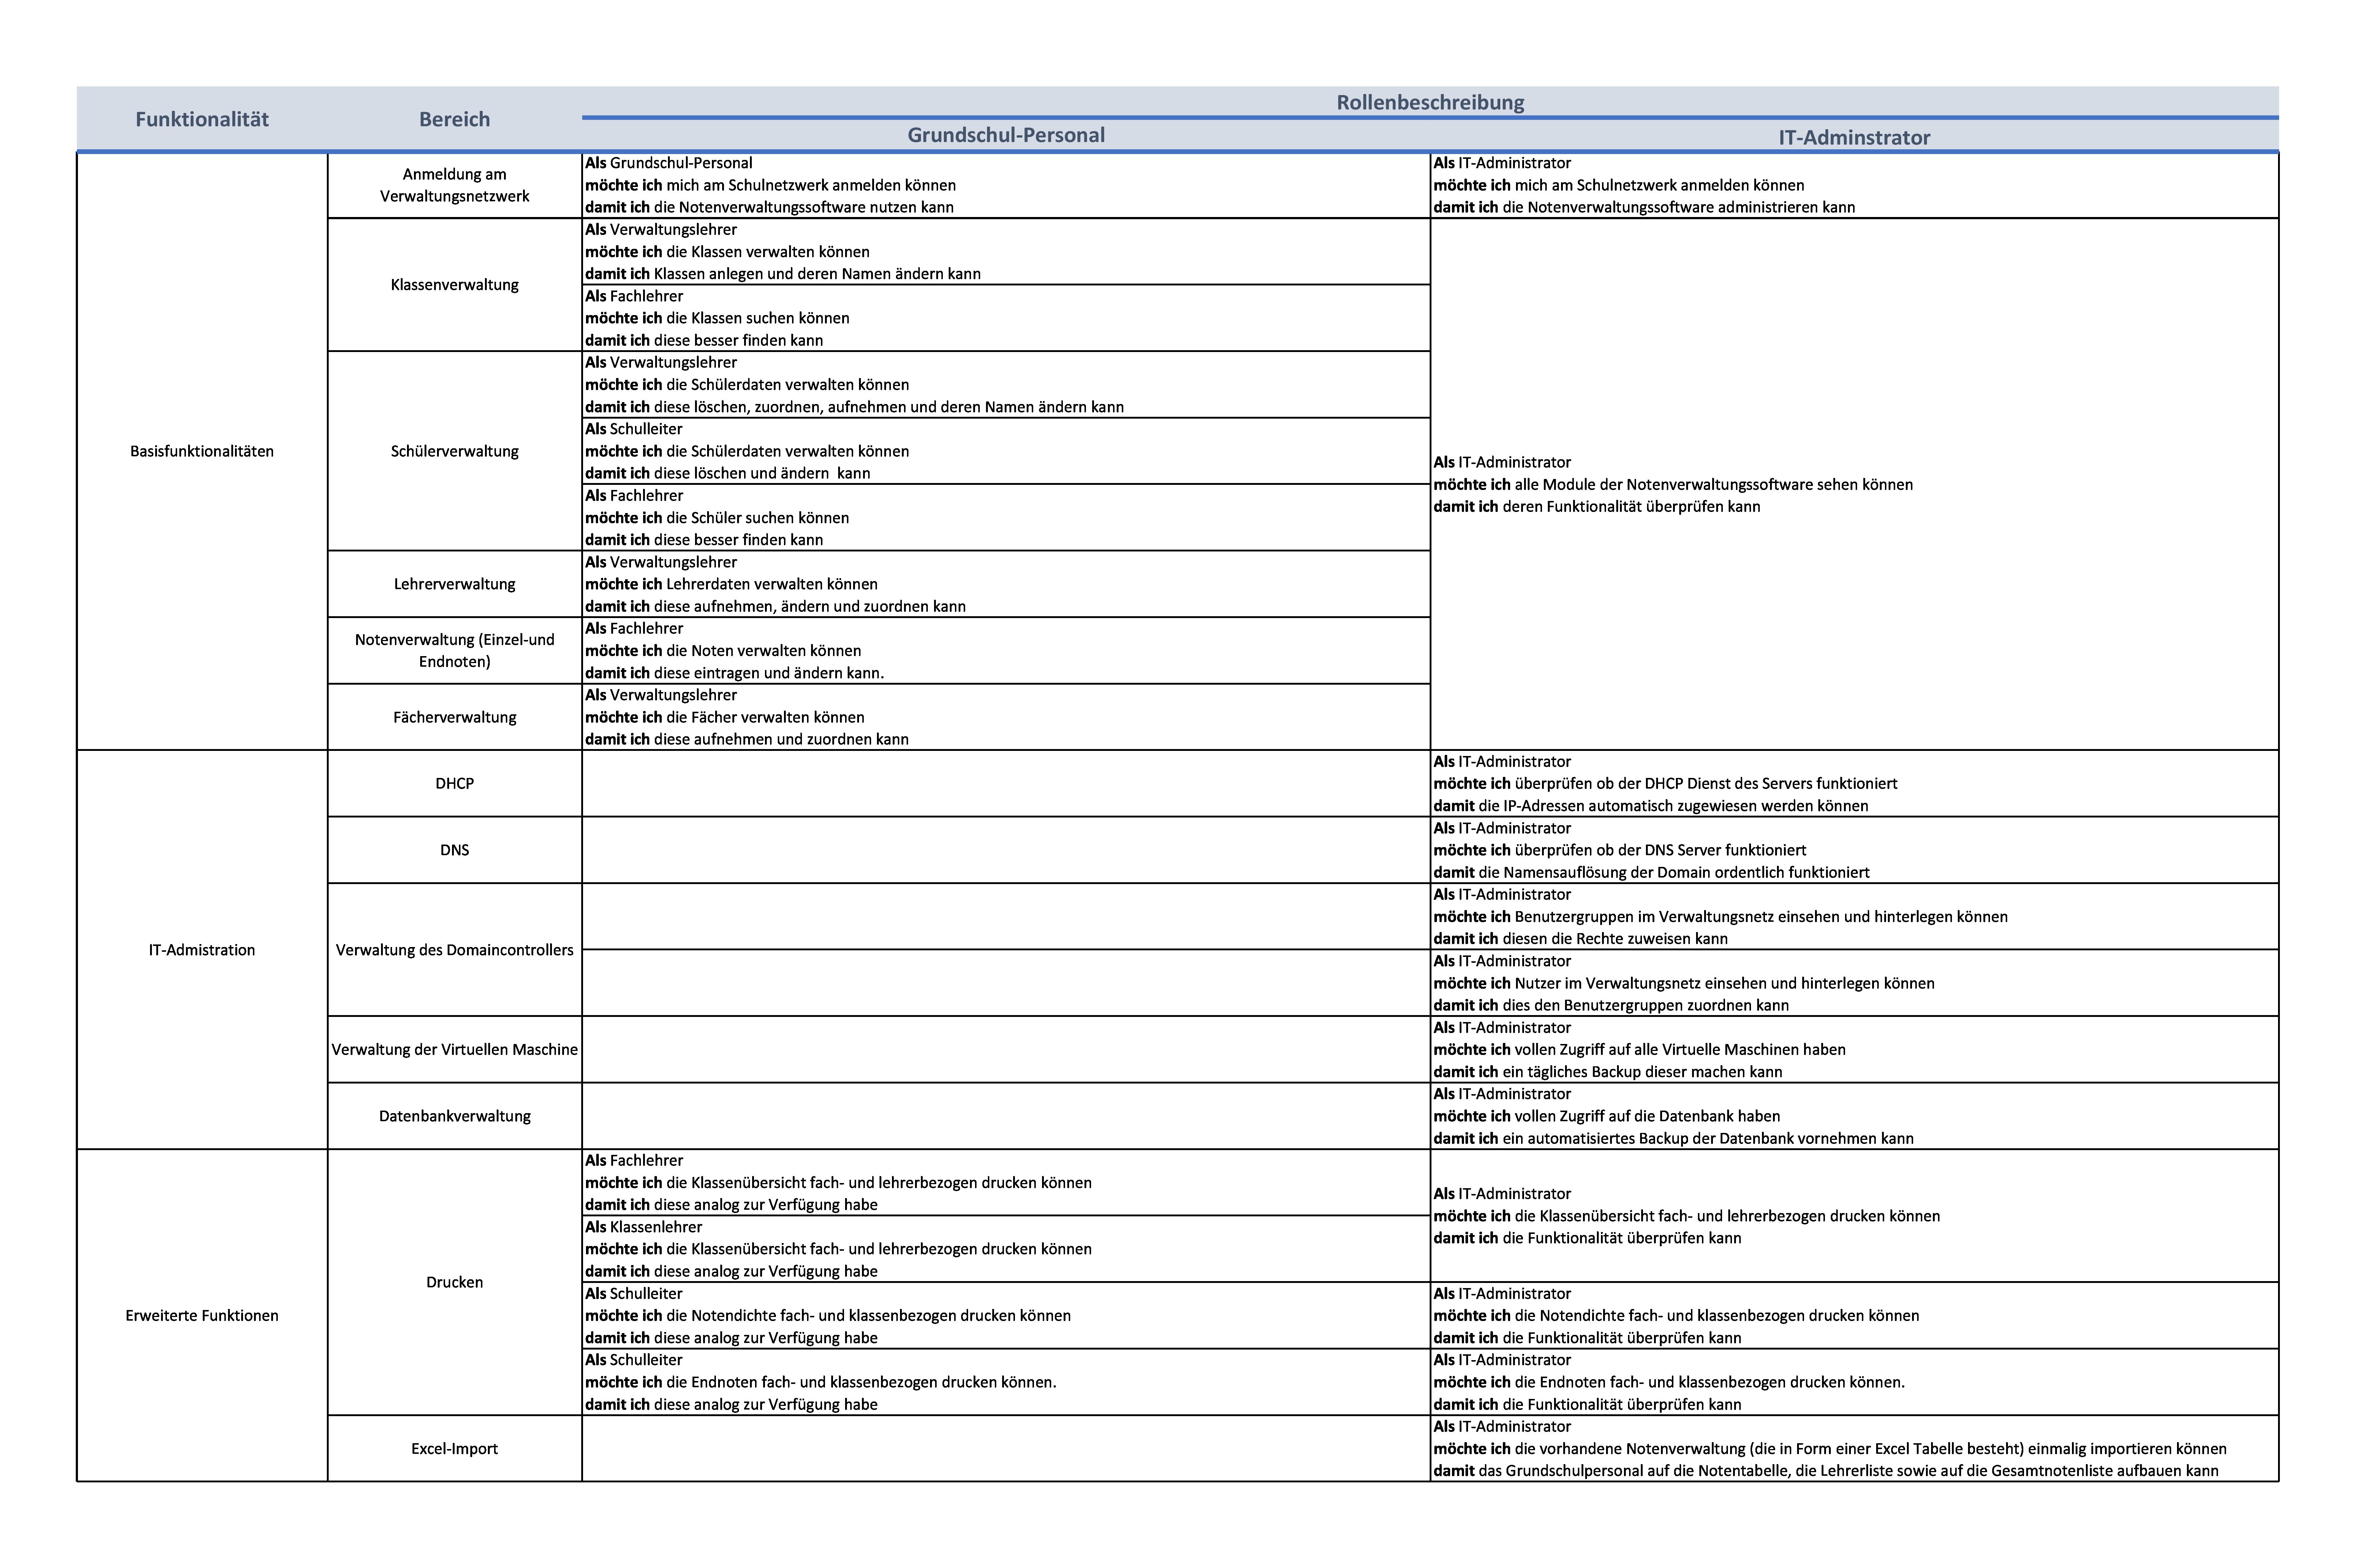 Rollenbeschreibung
Funktionalität
Bereich
Grundschul-Personal
IT-Adminstrator
Basisfunktionalitäten
Anmeldung am
Verwaltungsnetzwerk
Als Grundschul-Personal
möchte ich mich am Schulnetzwerk anmelden können
damit ich die Notenverwaltungssoftware nutzen kann
Als IT-Administrator
möchte ich mich am Schulnetzwerk anmelden können
damit ich die Notenverwaltungssoftware administrieren kann
Klassenverwaltung
Als Verwaltungslehrer
möchte ich die Klassen verwalten können
damit ich Klassen anlegen und deren Namen ändern kann
Als Fachlehrer
möchte ich die Klassen suchen können
damit ich diese besser finden kann
Schülerverwaltung
Als Verwaltungslehrer
möchte ich die Schülerdaten verwalten können
damit ich diese löschen, zuordnen, aufnehmen und deren Namen ändern kann
Als Schulleiter
möchte ich die Schülerdaten verwalten können
damit ich diese löschen und ändern  kann
Als Fachlehrer
möchte ich die Schüler suchen können
damit ich diese besser finden kann
Als IT-Administrator
möchte ich alle Module der Notenverwaltungssoftware sehen können
damit ich deren Funktionalität überprüfen kann
Lehrerverwaltung
Als Verwaltungslehrer
möchte ich Lehrerdaten verwalten können
damit ich diese aufnehmen, ändern und zuordnen kann
Notenverwaltung (Einzel-und
Endnoten)
Als Fachlehrer
möchte ich die Noten verwalten können
damit ich diese eintragen und ändern kann.
Fächerverwaltung
Als Verwaltungslehrer
möchte ich die Fächer verwalten können
damit ich diese aufnehmen und zuordnen kann
IT-Admistration
DHCP
Als IT-Administrator
möchte ich überprüfen ob der DHCP Dienst des Servers funktioniert
damit die IP-Adressen automatisch zugewiesen werden können
DNS
Als IT-Administrator
möchte ich überprüfen ob der DNS Server funktioniert
damit die Namensauflösung der Domain ordentlich funktioniert
Verwaltung des Domaincontrollers
Als IT-Administrator
möchte ich Benutzergruppen im Verwaltungsnetz einsehen und hinterlegen können
damit ich diesen die Rechte zuweisen kann
Als IT-Administrator
möchte ich Nutzer im Verwaltungsnetz einsehen und hinterlegen können
damit ich dies den Benutzergruppen zuordnen kann
Verwaltung der Virtuellen Maschine
Als IT-Administrator
möchte ich vollen Zugriff auf alle Virtuelle Maschinen haben
damit ich ein tägliches Backup dieser machen kann
Datenbankverwaltung
Als IT-Administrator
möchte ich vollen Zugriff auf die Datenbank haben
damit ich ein automatisiertes Backup der Datenbank vornehmen kann
Erweiterte Funktionen
Drucken
Als Fachlehrer
möchte ich die Klassenübersicht fach- und lehrerbezogen drucken können
damit ich diese analog zur Verfügung habe
Als Klassenlehrer
möchte ich die Klassenübersicht fach- und lehrerbezogen drucken können
damit ich diese analog zur Verfügung habe
Als IT-Administrator
möchte ich die Klassenübersicht fach- und lehrerbezogen drucken können
damit ich die Funktionalität überprüfen kann
Als Schulleiter
möchte ich die Notendichte fach- und klassenbezogen drucken können
damit ich diese analog zur Verfügung habe
Als IT-Administrator
möchte ich die Notendichte fach- und klassenbezogen drucken können
damit ich die Funktionalität überprüfen kann
Als Schulleiter
möchte ich die Endnoten fach- und klassenbezogen drucken können.
damit ich diese analog zur Verfügung habe
Als IT-Administrator
möchte ich die Endnoten fach- und klassenbezogen drucken können.
damit ich die Funktionalität überprüfen kann
Excel-Import
Als IT-Administrator
möchte ich die vorhandene Notenverwaltung (die in Form einer Excel Tabelle besteht) einmalig importieren können
damit das Grundschulpersonal auf die Notentabelle, die Lehrerliste sowie auf die Gesamtnotenliste aufbauen kann